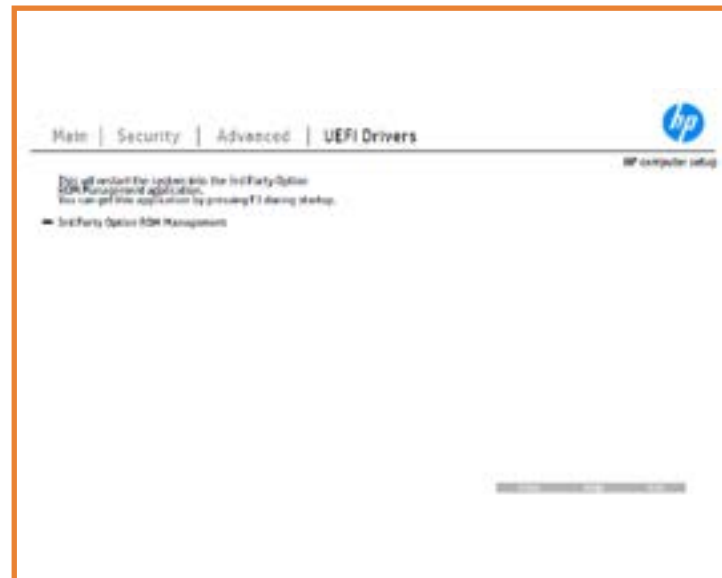 hp
Main | Security | Advanced | UEFI Drivers
HP computer setup
This will restart the system into the 3rd Party Option
ROM Management application.
You can get this application by pressing F3 during startup.
3rd Party Option ROM Management